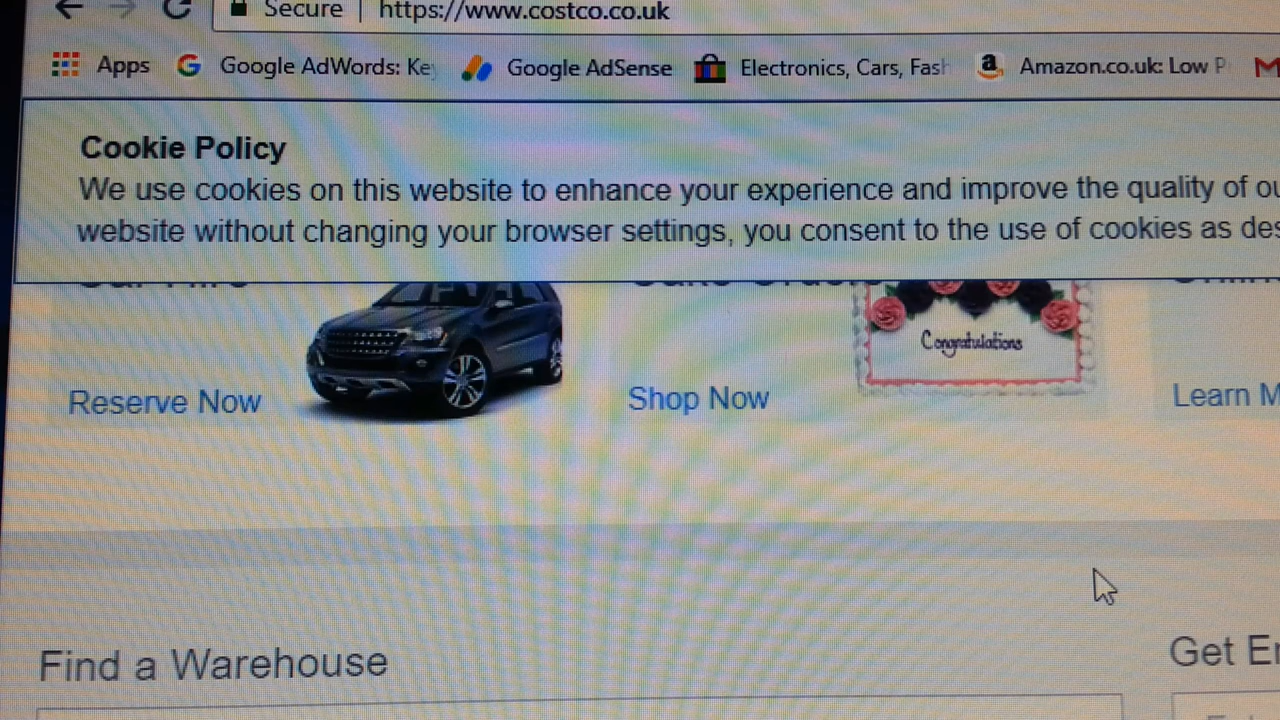 Secure | https://www.costco.co.uk
Apps Google AdWords: Ke Google AdSense Electronics, Cars, Fash Amazon.co.uk: Low P
Cookie Policy
We use cookies on this website to enhance your experience and improve the quality of ou
website without changing your browser settings, you consent to the use of cookies as des
Congratulations
Reserve Now Shop Now Learn M
Find a Warehouse Get E